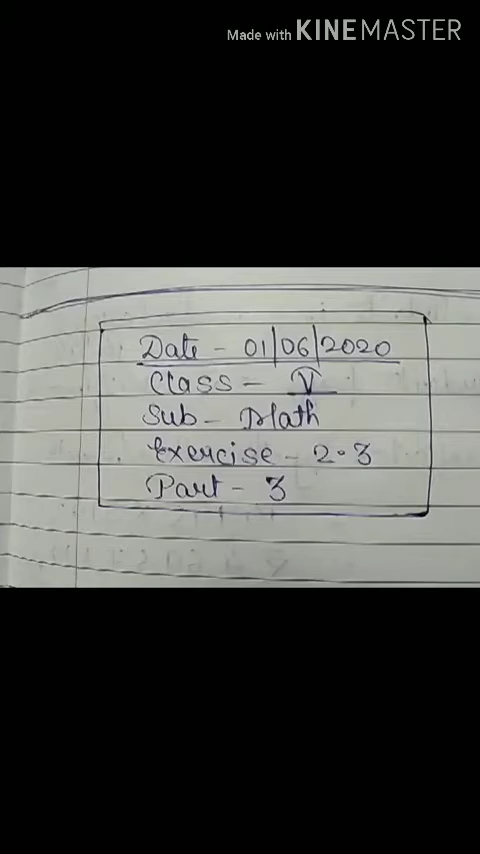 Made with KINEMASTER
Date - 01/06/2020
Class - V
Sub - Math
Exercise - 2.3
Part - 3